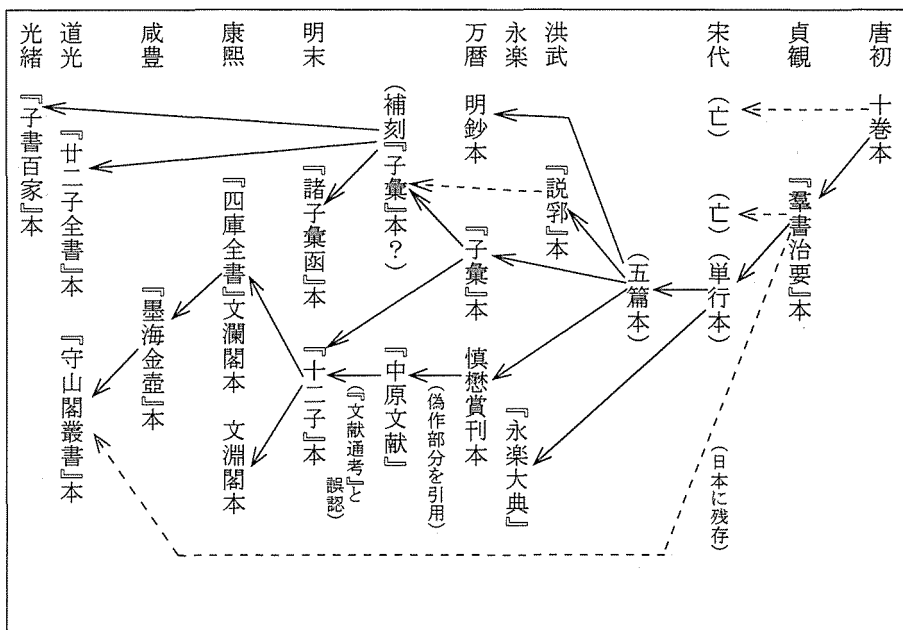 唐初
十巻本
貞観
『羣書治要』本
宋代
（亡）
（亡）
（単行本）
（日本に残存）
（五篇本）
洪武
『説郛』本
永楽
『永楽大典』
万暦
明鈔本
『子彙』本
慎懋賞刊本
（偽作部分を引用）
（補刻『子彙』本？）
『中原文献』
（『文献通考』と
誤認）
明末
『諸子彙函』本
『十二子』本
康熙
『四庫全書』文瀾閣本
文淵閣本
咸豊
『墨海金壺』本
道光
『廿二子全書』本
『守山閣叢書』本
光緒
『子書百家』本